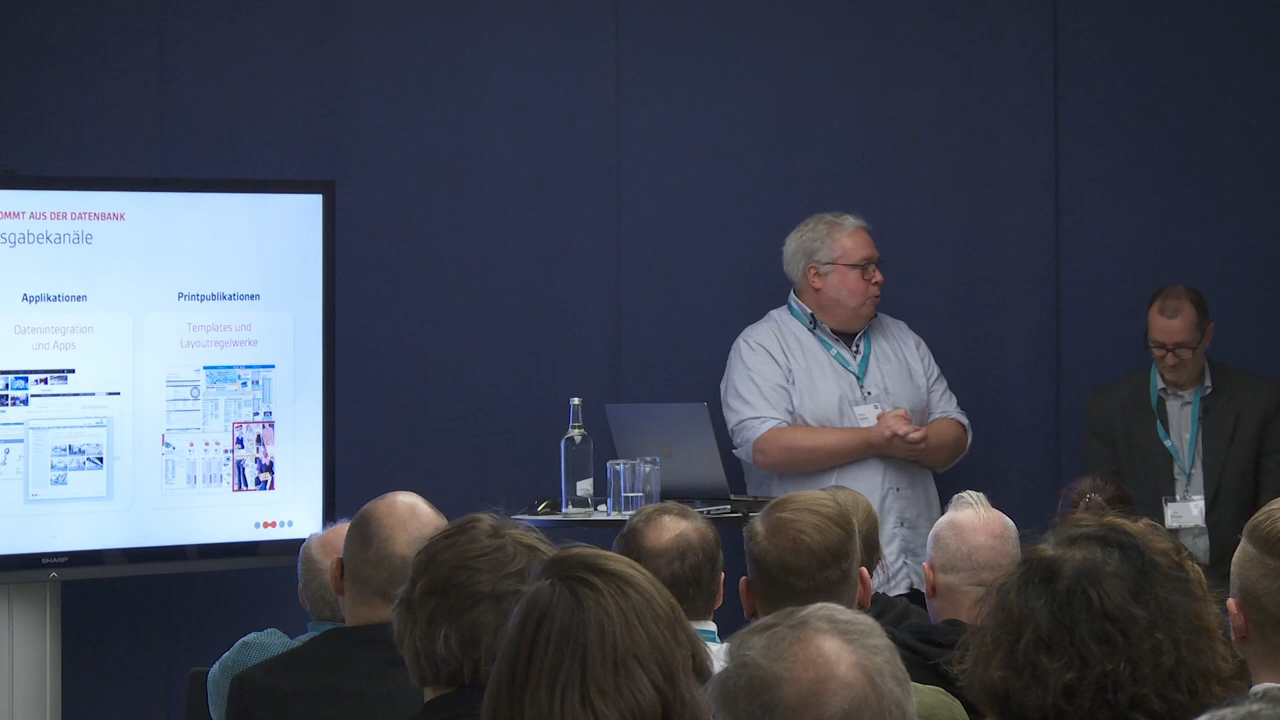 OMMT AUS DER DATENBANK
sgabekanäle
Applikationen
Printpublikationen
Datenintegration
und Apps
Templates und
Layoutregelwerke
SHARP